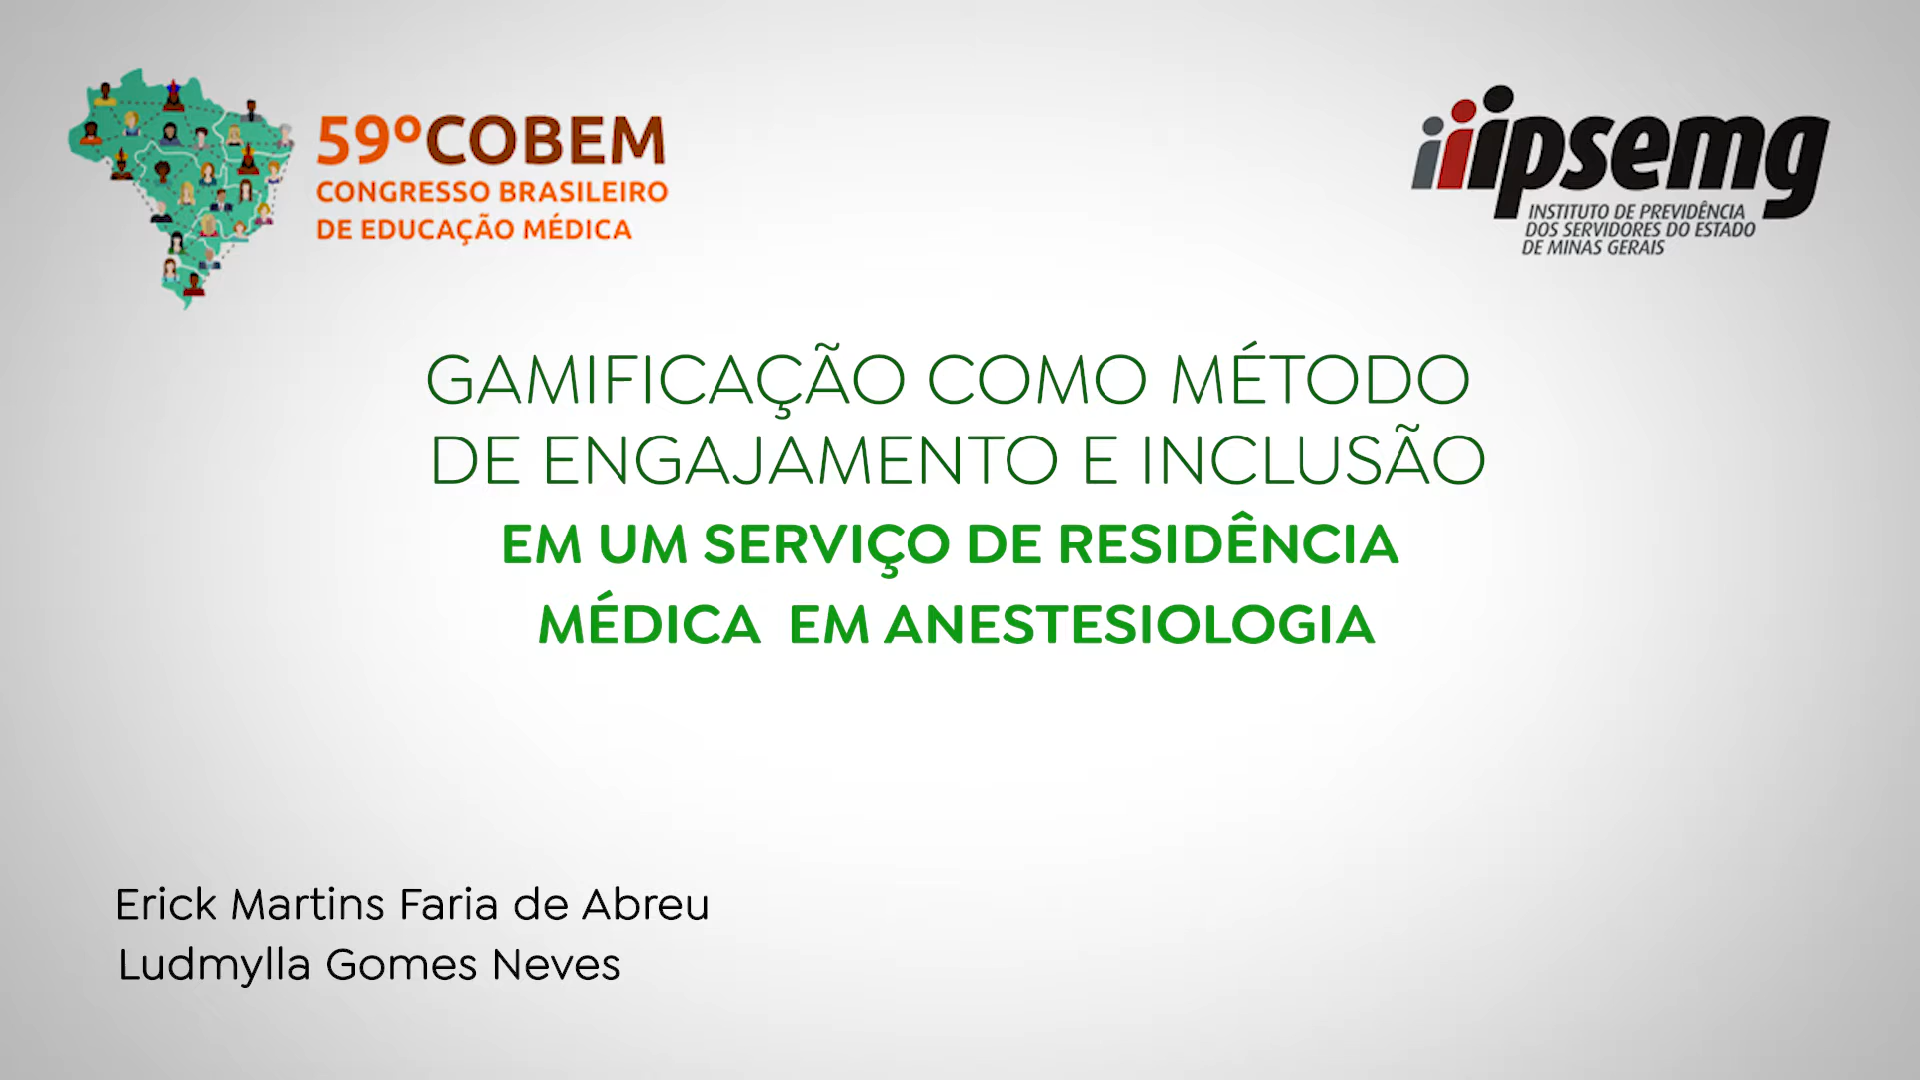 59ºCOBEM
CONGRESSO BRASILEIRO
DE EDUCAÇÃO MÉDICA
ipsemg
INSTITUTO DE PREVIDÊNCIA
DOS SERVIDORES DO ESTADO
DE MINAS GERAIS
GAMIFICAÇÃO COMO MÉTODO
DE ENGAJAMENTO E INCLUSÃO
EM UM SERVIÇO DE RESIDÊNCIA
MÉDICA EM ANESTESIOLOGIA
Erick Martins Faria de Abreu
Ludmylla Gomes Neves